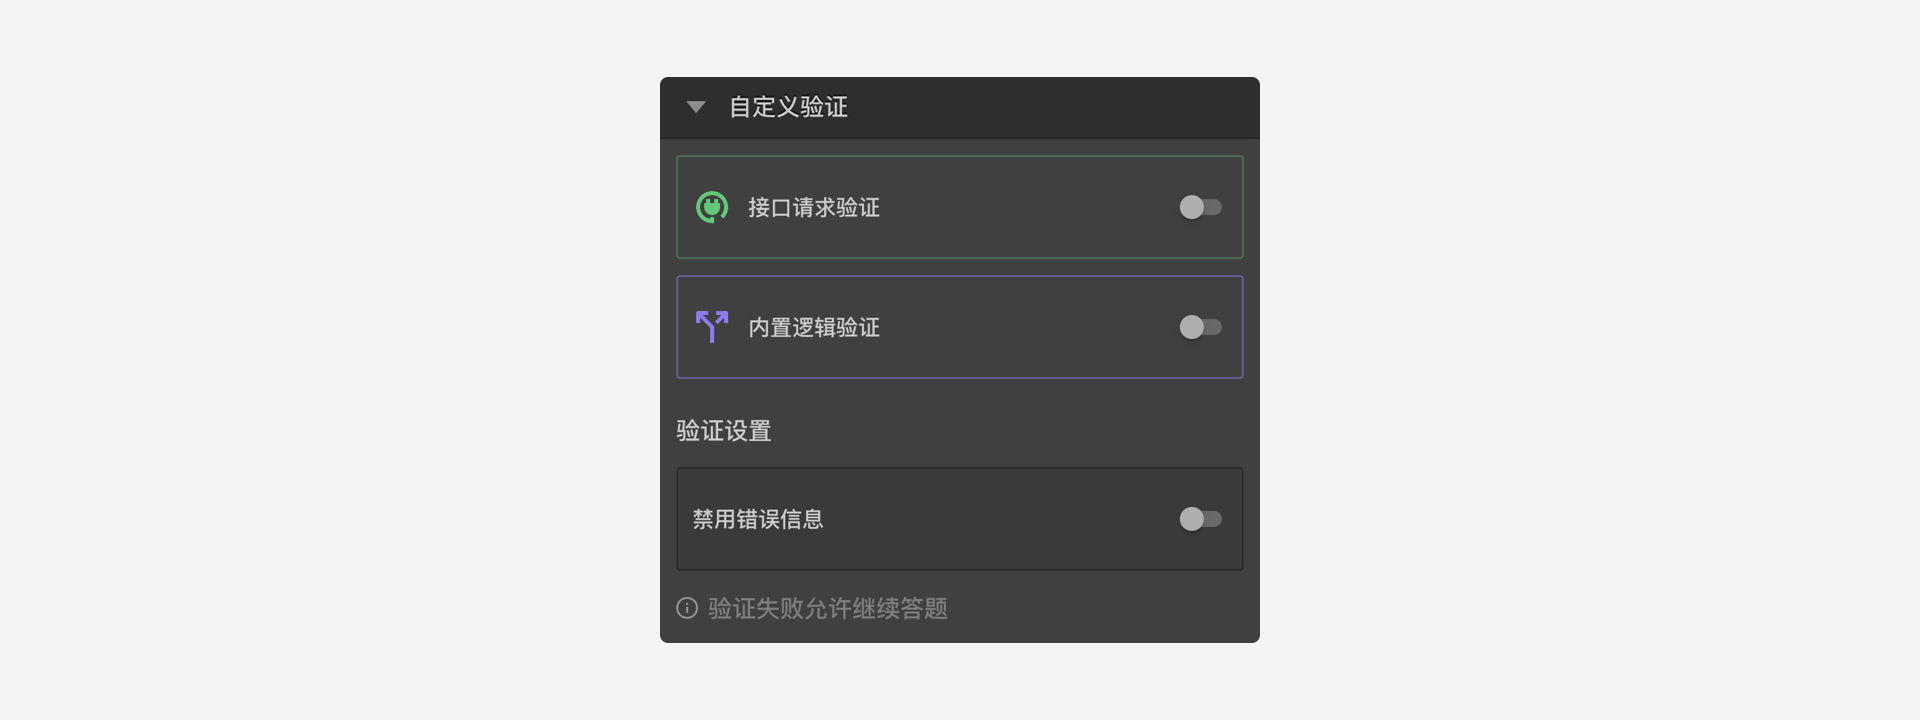 自定义验证
接口请求验证
内置逻辑验证
验证设置
禁用错误信息
验证失败允许继续答题